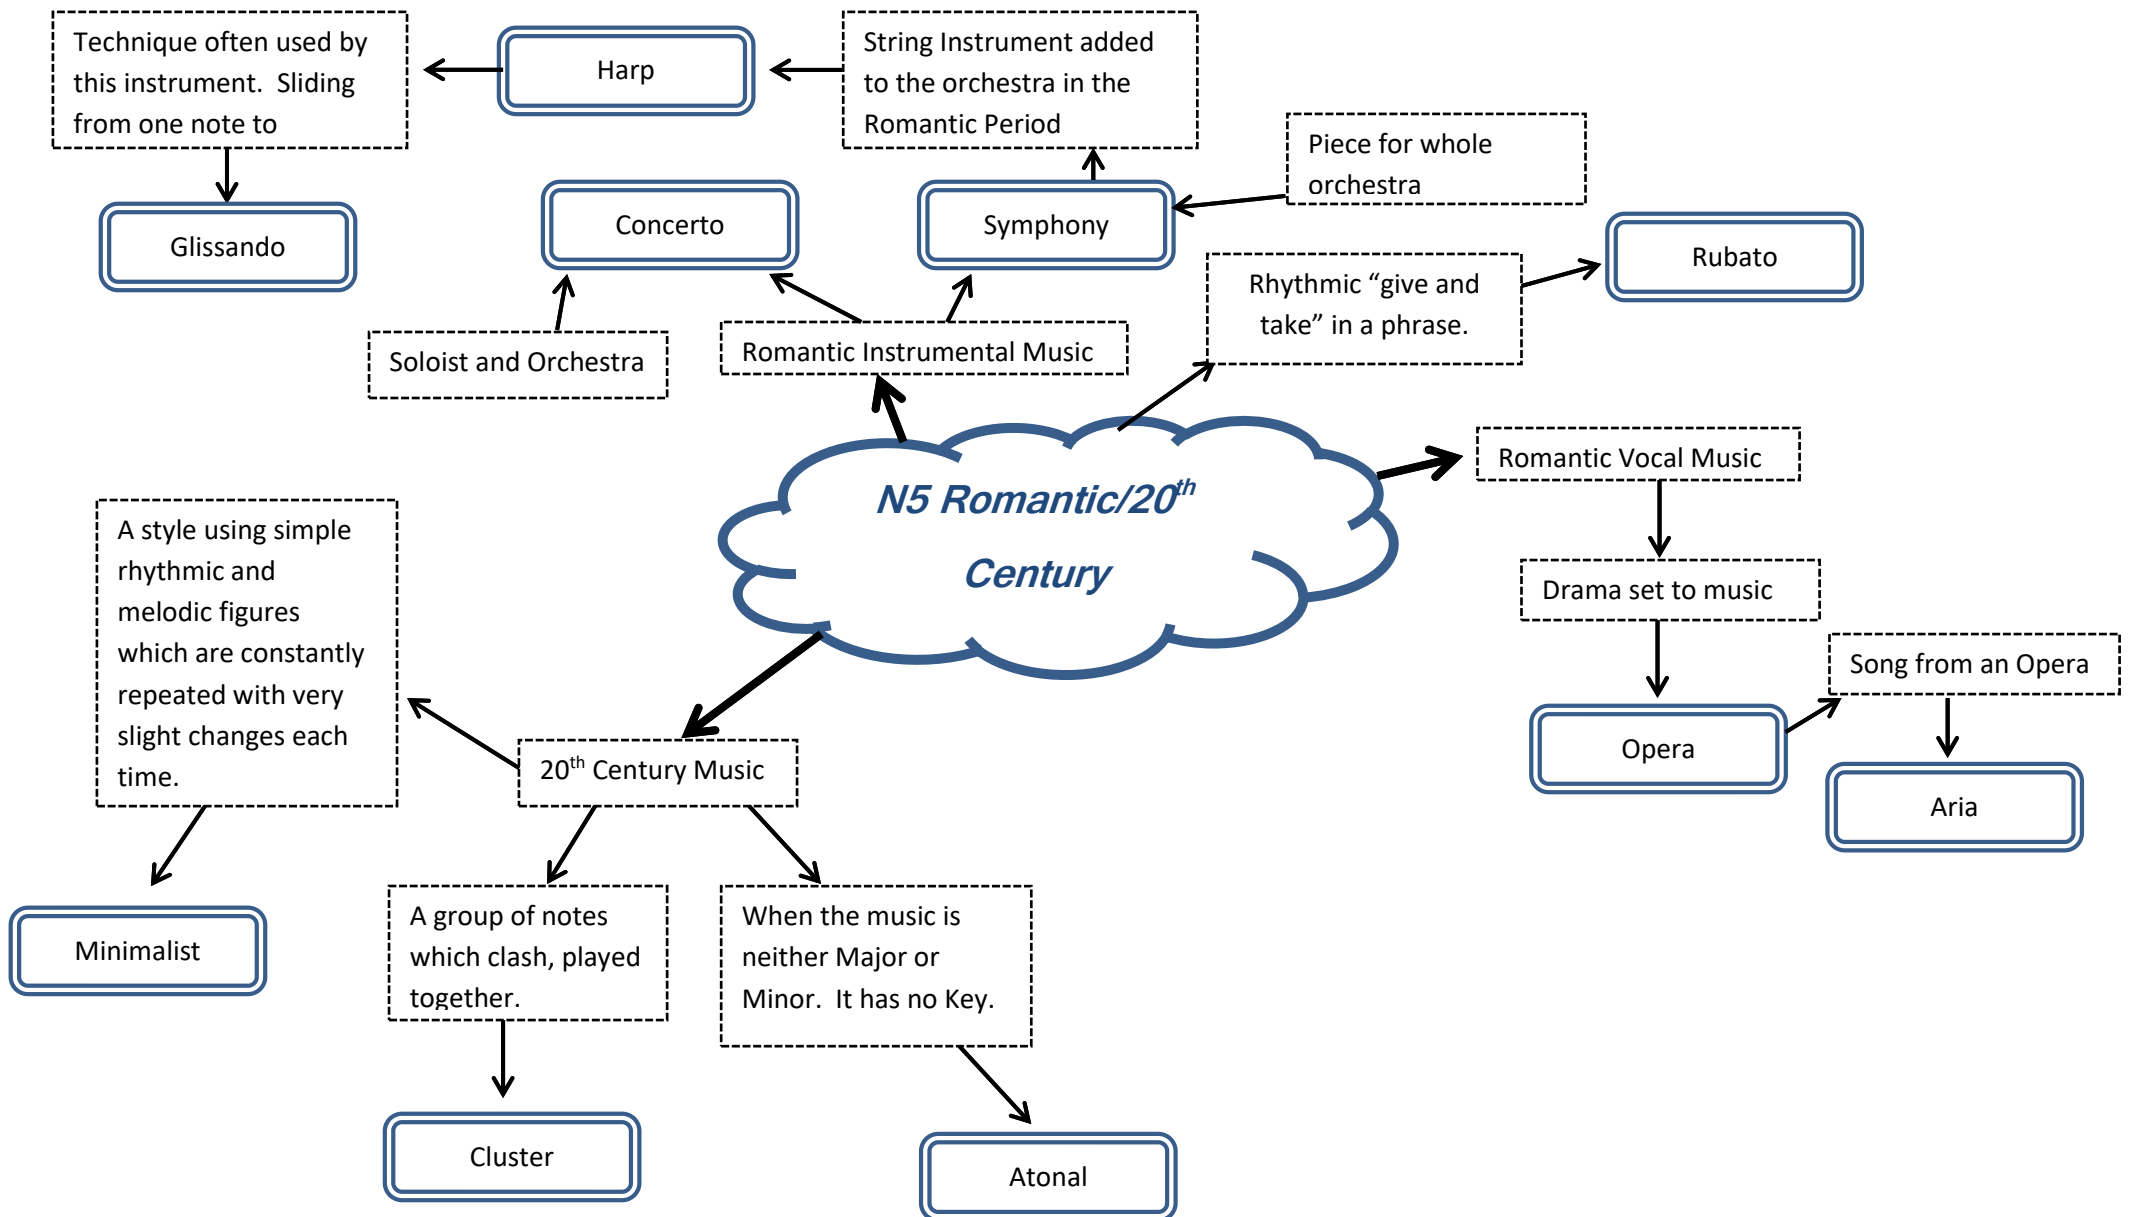 Technique often used by
this instrument.  Sliding
from one note to
Harp
String Instrument added
to the orchestra in the
Romantic Period
Piece for whole
orchestra
Glissando
Concerto
Symphony
Rubato
Rhythmic “give and
take” in a phrase.
Soloist and Orchestra
Romantic Instrumental Music
Romantic Vocal Music
N5 Romantic/20th
Century
A style using simple
rhythmic and
melodic figures
which are constantly
repeated with very
slight changes each
time.
Drama set to music
Song from an Opera
Opera
20th Century Music
Aria
Minimalist
A group of notes
which clash, played
together.
When the music is
neither Major or
Minor.  It has no Key.
Cluster
Atonal